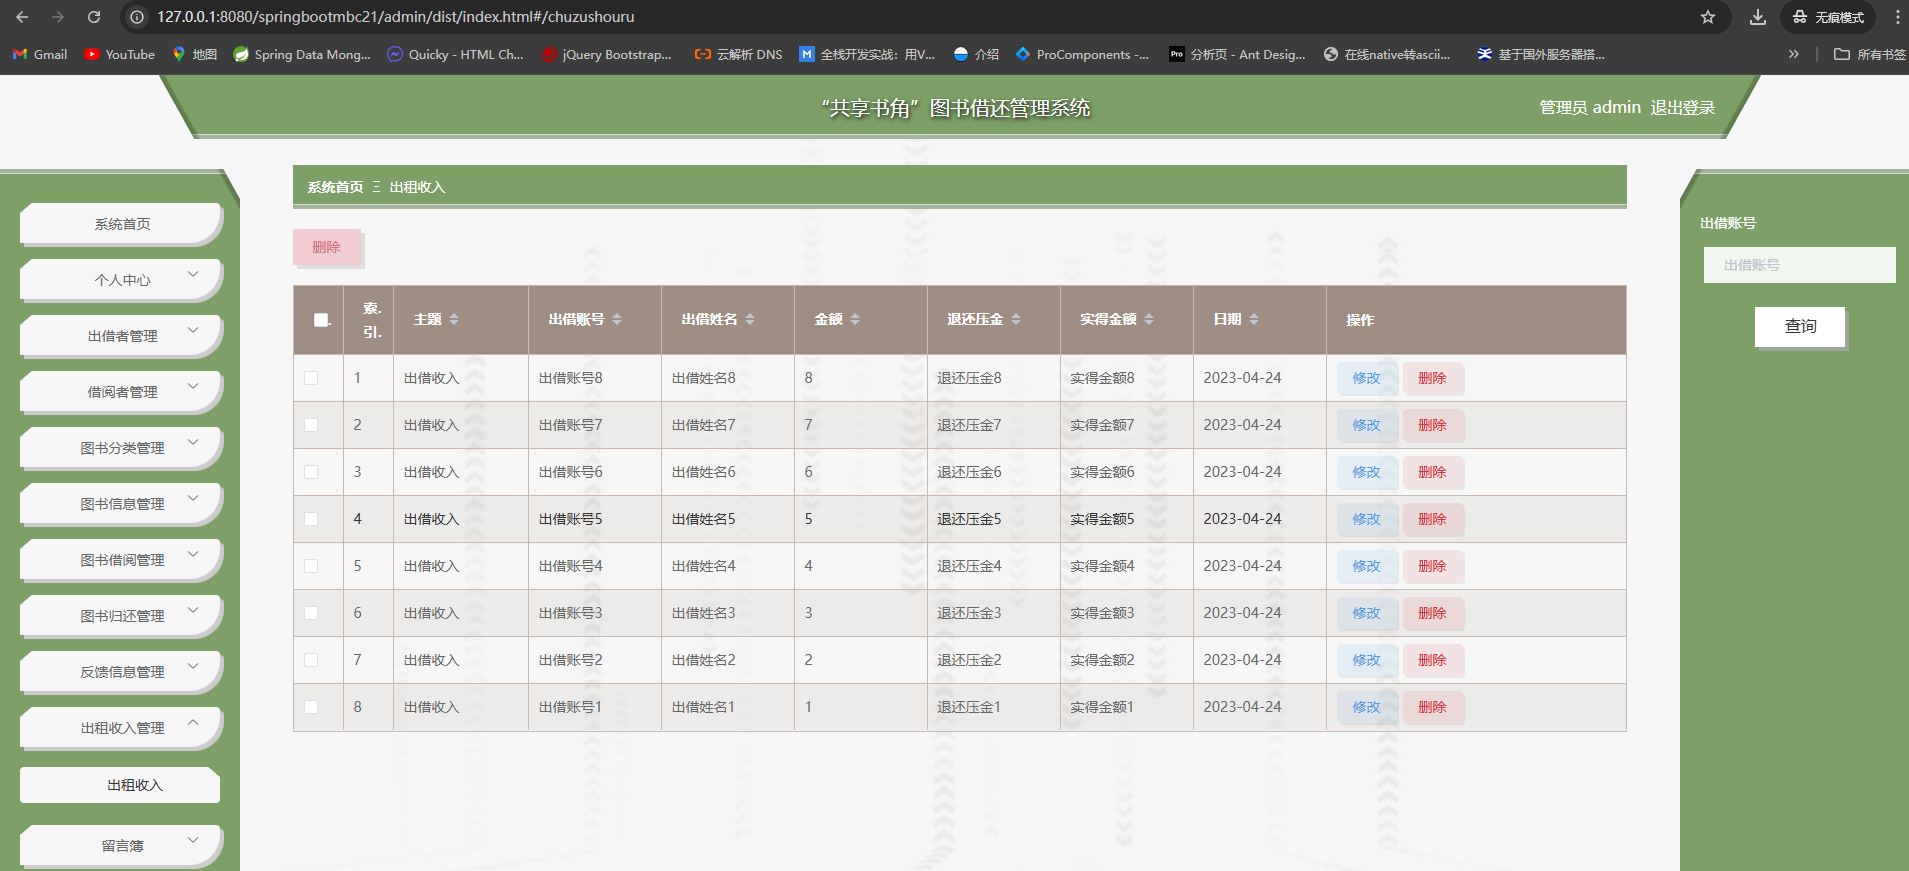 127.0.0.1:8080/springbootmbc21/admin/dist/index.html#/chuzushouru 无痕模式
Gmail YouTube 地图 Spring Data Mong... Quicky - HTML Ch... jQuery Bootstrap... 云解析 DNS 全栈开发实战：用V... 介绍 ProComponents -... 分析页 - Ant Desig... 在线native转ascii... 基于国外服务器搭... 所有书签
“共享书角”图书借还管理系统
管理员 admin 退出登录
系统首页
个人中心
出借者管理
借阅者管理
图书分类管理
图书信息管理
图书借阅管理
图书归还管理
反馈信息管理
出租收入管理
出租收入
留言簿
系统首页 Ξ 出租收入
删除
索. 引. 主题 出借账号 出借姓名 金额 退还压金 实得金额 日期 操作
1 出借收入 出借账号8 出借姓名8 8 退还压金8 实得金额8 2023-04-24 修改 删除
2 出借收入 出借账号7 出借姓名7 7 退还压金7 实得金额7 2023-04-24 修改 删除
3 出借收入 出借账号6 出借姓名6 6 退还压金6 实得金额6 2023-04-24 修改 删除
4 出借收入 出借账号5 出借姓名5 5 退还压金5 实得金额5 2023-04-24 修改 删除
5 出借收入 出借账号4 出借姓名4 4 退还压金4 实得金额4 2023-04-24 修改 删除
6 出借收入 出借账号3 出借姓名3 3 退还压金3 实得金额3 2023-04-24 修改 删除
7 出借收入 出借账号2 出借姓名2 2 退还压金2 实得金额2 2023-04-24 修改 删除
8 出借收入 出借账号1 出借姓名1 1 退还压金1 实得金额1 2023-04-24 修改 删除
出借账号
出借账号
查询